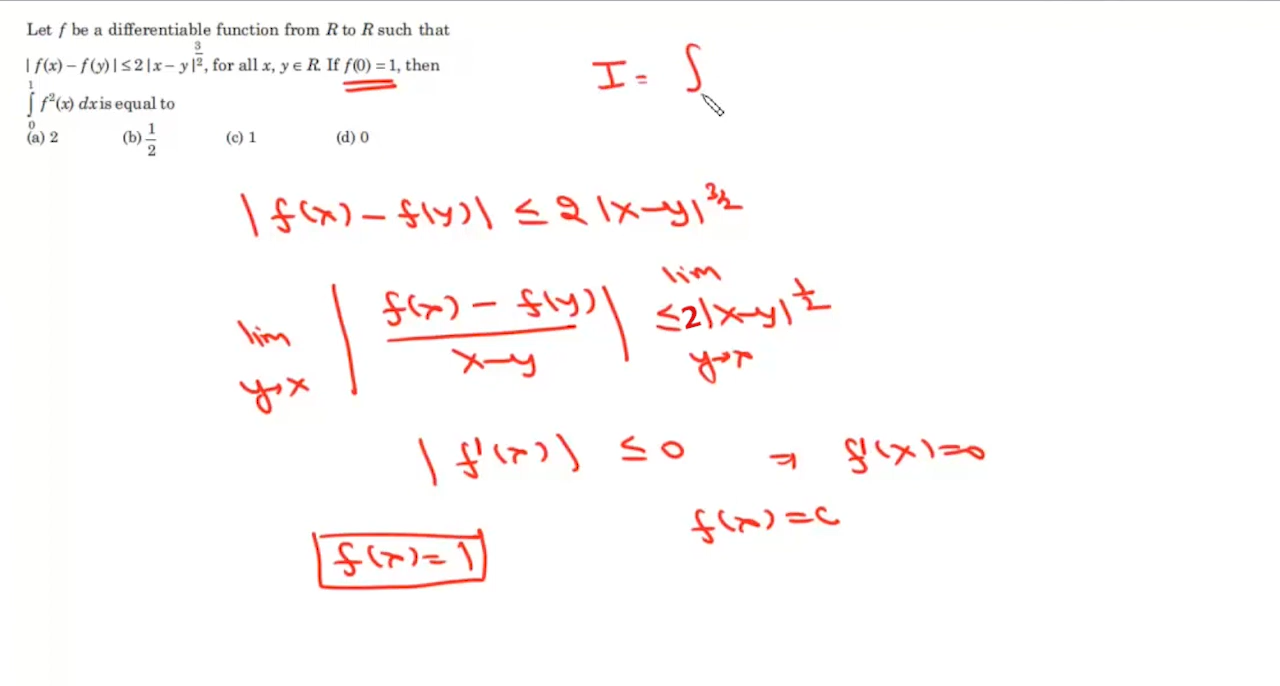 Let f be a differentiable function from R to R such that
| f(x) – f(y) | ≤ 2 | x – y |^(3/2), for all x, y ∈ R. If f(0) = 1, then
∫₀¹ f²(x) dx is equal to
(a) 2 (b) 1/2 (c) 1 (d) 0
I = ∫
| f(x) – f(y) | ≤ 2 |x–y|^(3/2)
lim y→x | (f(x) – f(y)) / (x–y) | ≤ lim y→x 2|x–y|^(1/2)
| f'(x) | ≤ 0 ⇒ f'(x)=0
f(x) = c
f(x) = 1